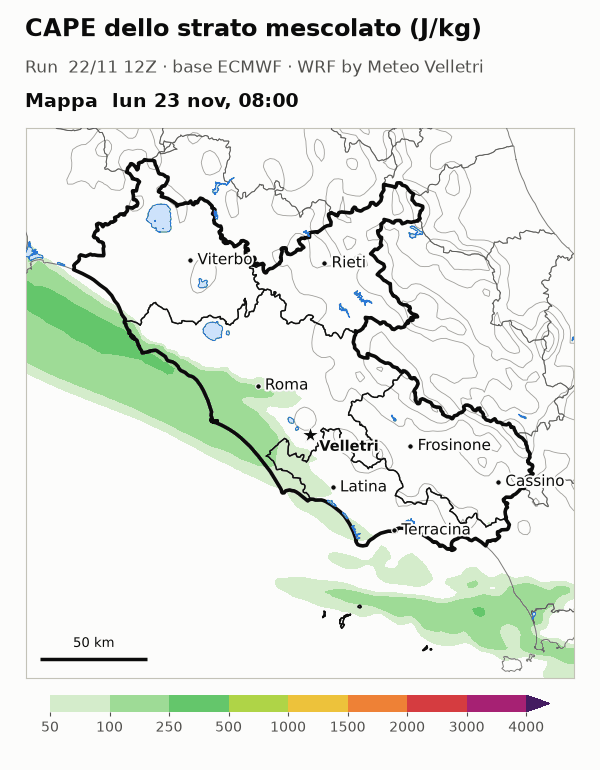 CAPE dello strato mescolato (J/kg)
Run  22/11 12Z · base ECMWF · WRF by Meteo Velletri
Mappa  lun 23 nov, 08:00
Viterbo
Rieti
Roma
Velletri
Frosinone
Latina
Cassino
Terracina
50 km
50 100 250 500 1000 1500 2000 3000 4000